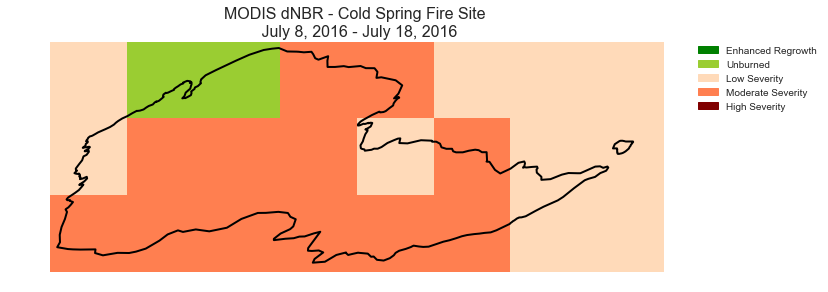 MODIS dNBR - Cold Spring Fire Site
July 8, 2016 - July 18, 2016
Enhanced Regrowth
Unburned
Low Severity
Moderate Severity
High Severity